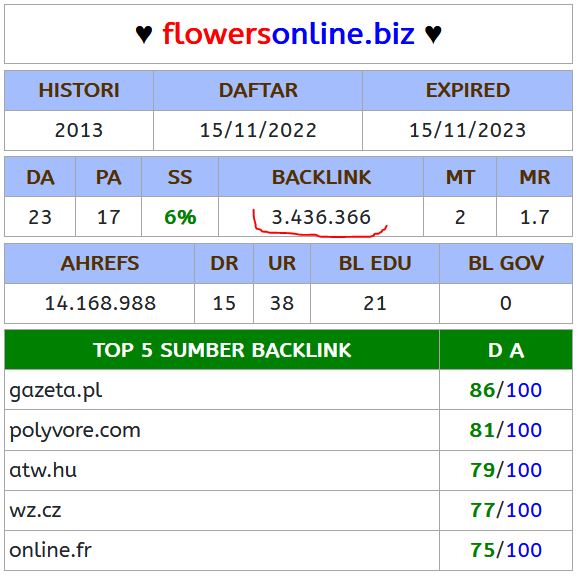 ♥ flowersonline.biz ♥
HISTORI DAFTAR EXPIRED
2013 15/11/2022 15/11/2023
DA PA SS BACKLINK MT MR
23 17 6% 3.436.366 2 1.7
AHREFS DR UR BL EDU BL GOV
14.168.988 15 38 21 0
TOP 5 SUMBER BACKLINK D A
gazeta.pl 86/100
polyvore.com 81/100
atw.hu 79/100
wz.cz 77/100
online.fr 75/100